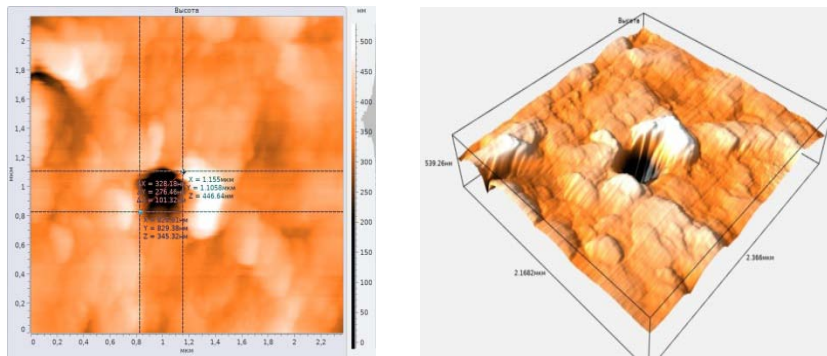 Высота
нм
500
450
400
350
300
250
200
150
100
50
0
2
1,8
1,6
1,4
1,2
1
0,8
0,6
0,4
0,2
0
мкм
X = 328.18нм
Y = 276.46нм
101.32нм
X = 1.155мкм
Y = 1.1058мкм
Z = 446.64нм
Y = 829.38нм
Z = 345.32нм
0 0,2 0,4 0,6 0,8 1 1,2 1,4 1,6 1,8 2 2,2
мкм
Высота
539.26нм
2.1682мкм
2.388мкм